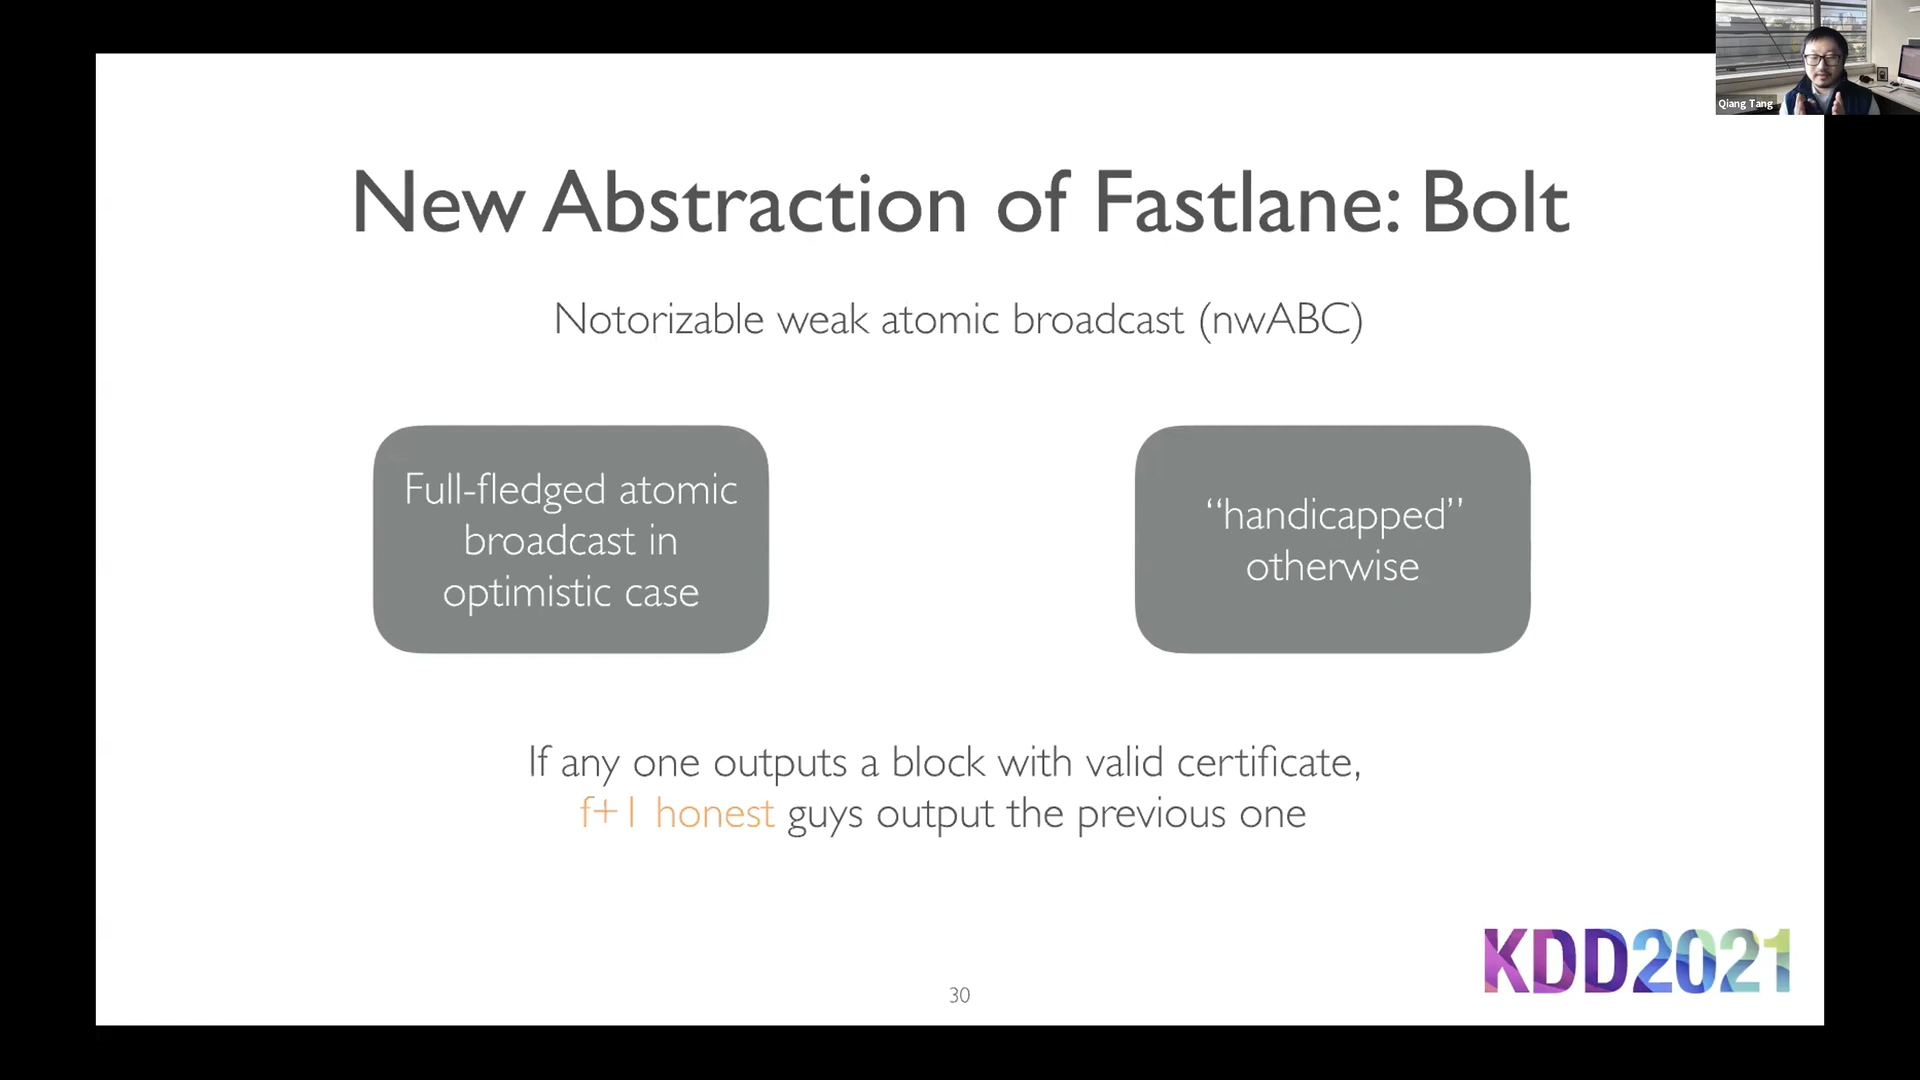 Qiang Tang
New Abstraction of Fastlane: Bolt
Notorizable weak atomic broadcast (nwABC)
Full-fledged atomic
broadcast in
optimistic case
“handicapped”
otherwise
If any one outputs a block with valid certificate,
f+1 honest guys output the previous one
KDD2021
30